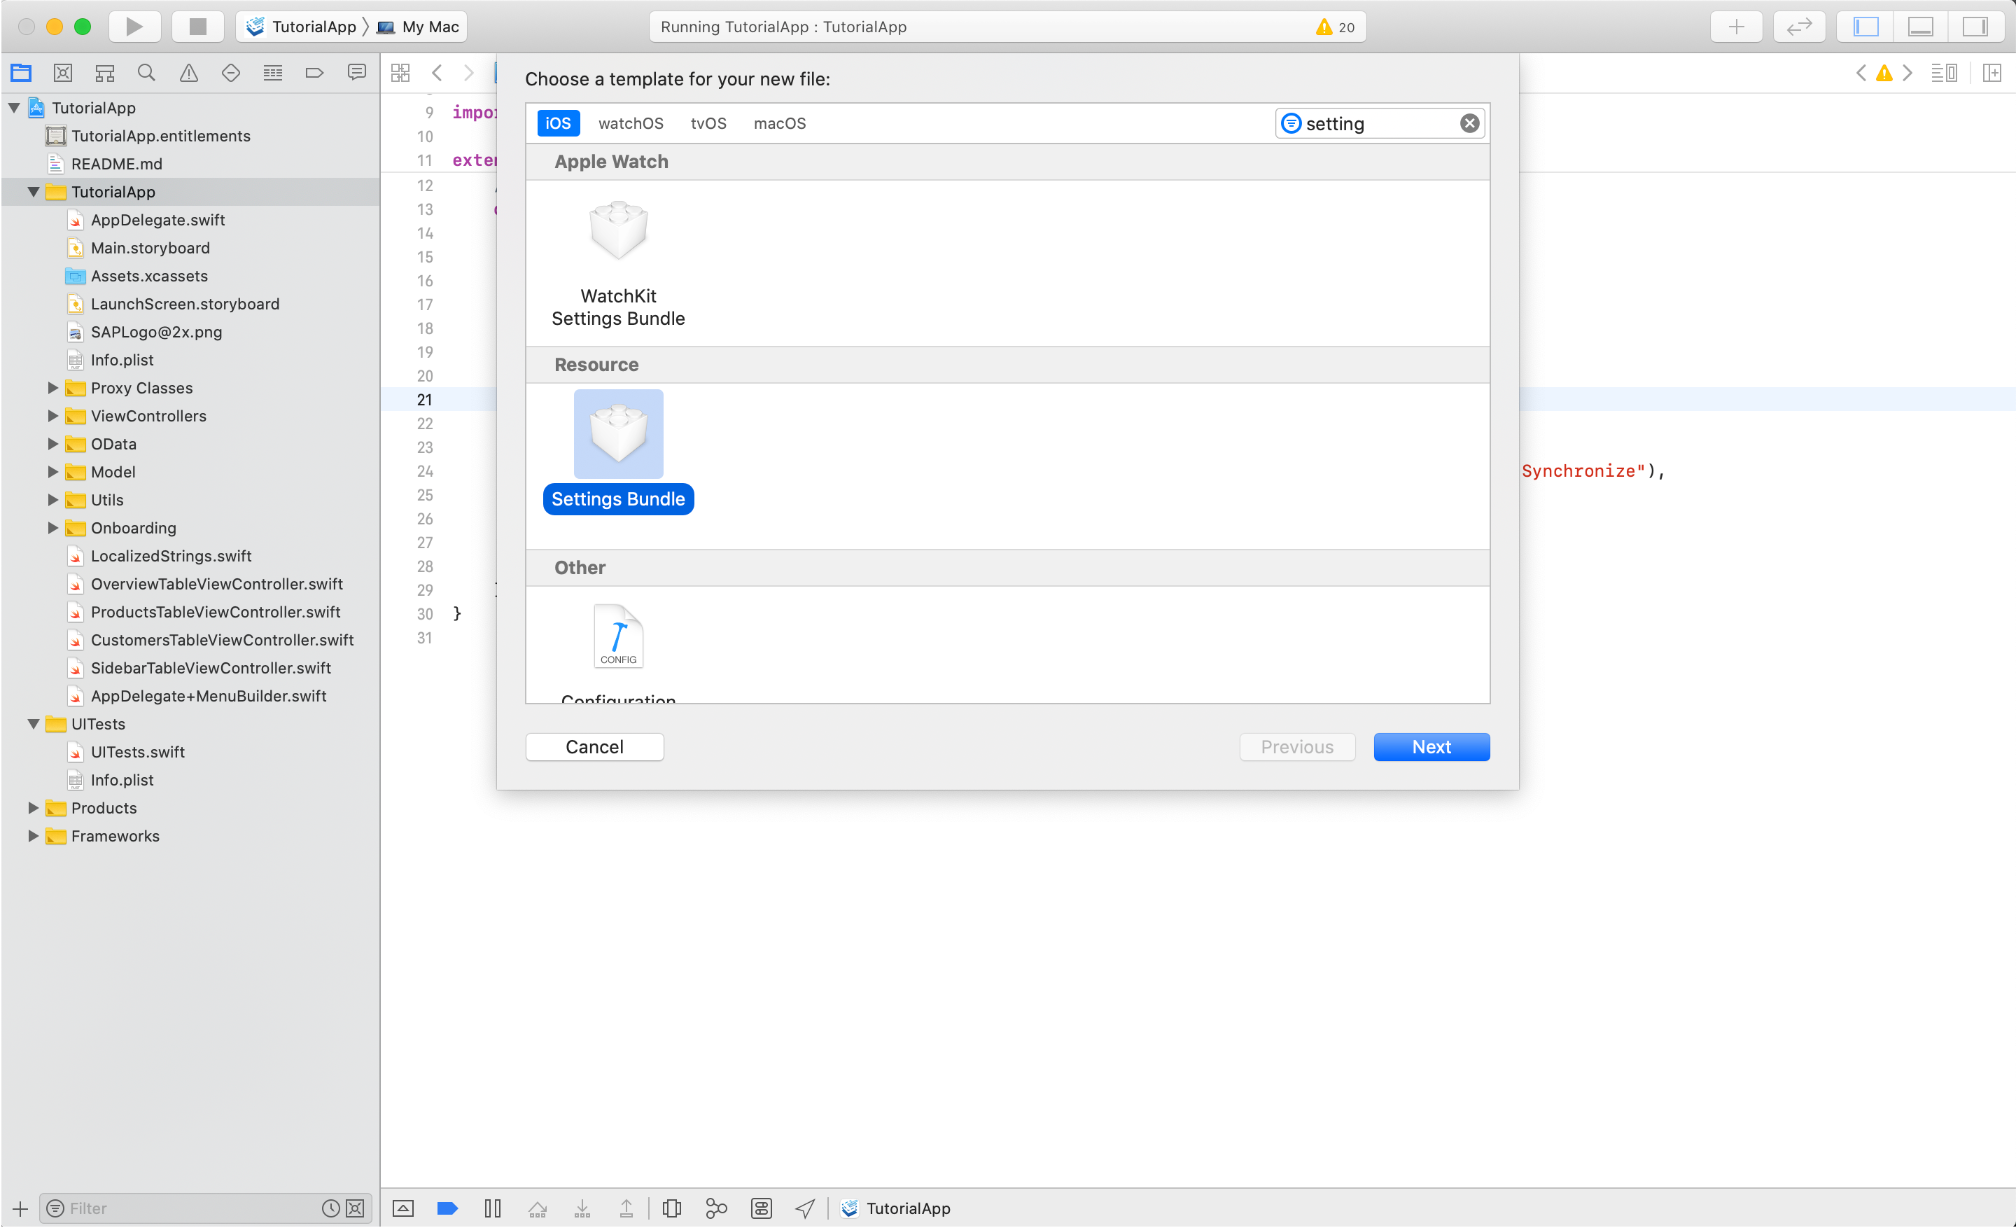 TutorialApp
My Mac
Running TutorialApp : TutorialApp
20
TutorialApp
TutorialApp.entitlements
README.md
TutorialApp
AppDelegate.swift
Main.storyboard
Assets.xcassets
LaunchScreen.storyboard
SAPLogo@2x.png
Info.plist
Proxy Classes
ViewControllers
OData
Model
Utils
Onboarding
LocalizedStrings.swift
OverviewTableViewController.swift
ProductsTableViewController.swift
CustomersTableViewController.swift
SidebarTableViewController.swift
AppDelegate+MenuBuilder.swift
UITests
UITests.swift
Info.plist
Products
Frameworks
Filter
9
10
11
12
13
14
15
16
17
18
19
20
21
22
23
24
Synchronize"),
25
26
27
28
29
30 }
31
Choose a template for your new file:
iOS watchOS tvOS macOS
setting
Apple Watch
WatchKit
Settings Bundle
Resource
Settings Bundle
Other
CONFIG
Configuration
Cancel
Previous
Next
TutorialApp